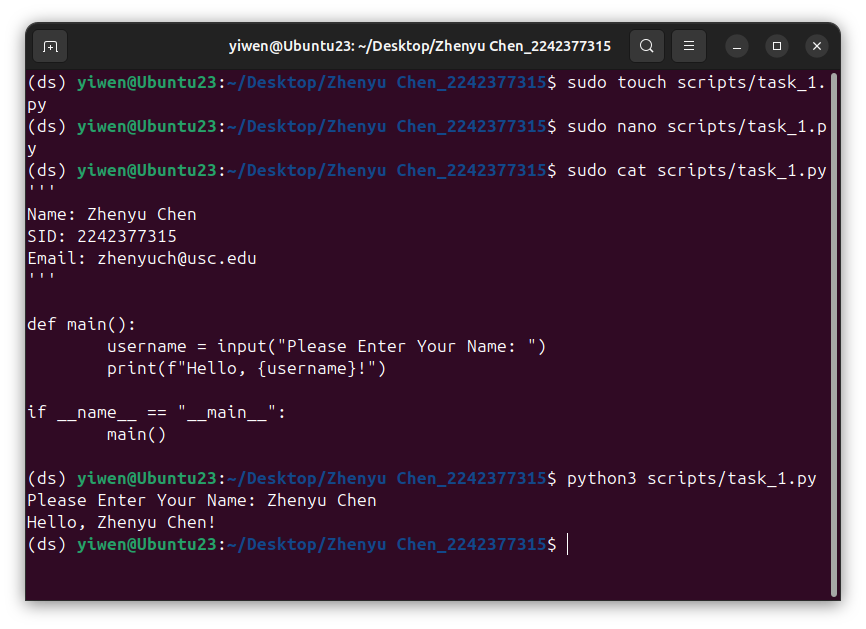 yiwen@Ubuntu23: ~/Desktop/Zhenyu Chen_2242377315
(ds) yiwen@Ubuntu23:~/Desktop/Zhenyu Chen_2242377315$ sudo touch scripts/task_1.
py
(ds) yiwen@Ubuntu23:~/Desktop/Zhenyu Chen_2242377315$ sudo nano scripts/task_1.p
y
(ds) yiwen@Ubuntu23:~/Desktop/Zhenyu Chen_2242377315$ sudo cat scripts/task_1.py
'''
Name: Zhenyu Chen
SID: 2242377315
Email: zhenyuch@usc.edu
'''
def main():
        username = input("Please Enter Your Name: ")
        print(f"Hello, {username}!")
if __name__ == "__main__":
        main()
(ds) yiwen@Ubuntu23:~/Desktop/Zhenyu Chen_2242377315$ python3 scripts/task_1.py
Please Enter Your Name: Zhenyu Chen
Hello, Zhenyu Chen!
(ds) yiwen@Ubuntu23:~/Desktop/Zhenyu Chen_2242377315$